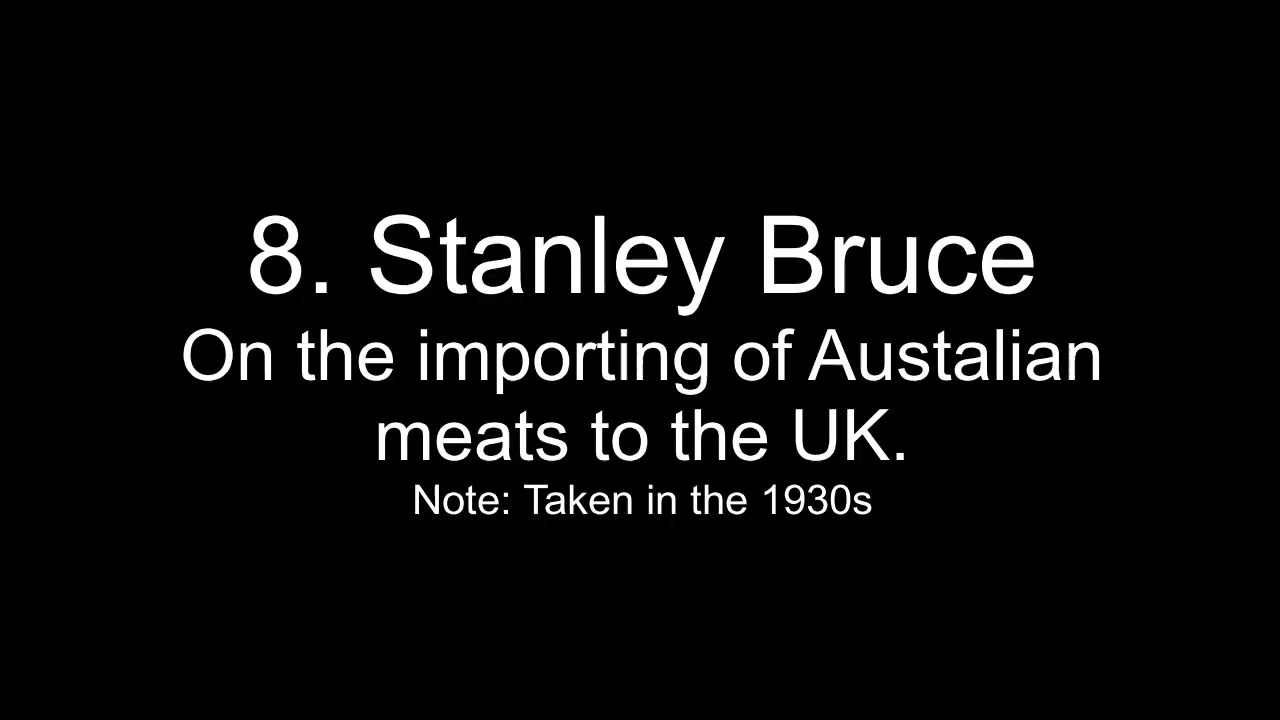 8. Stanley Bruce
On the importing of Austalian
meats to the UK.
Note: Taken in the 1930s